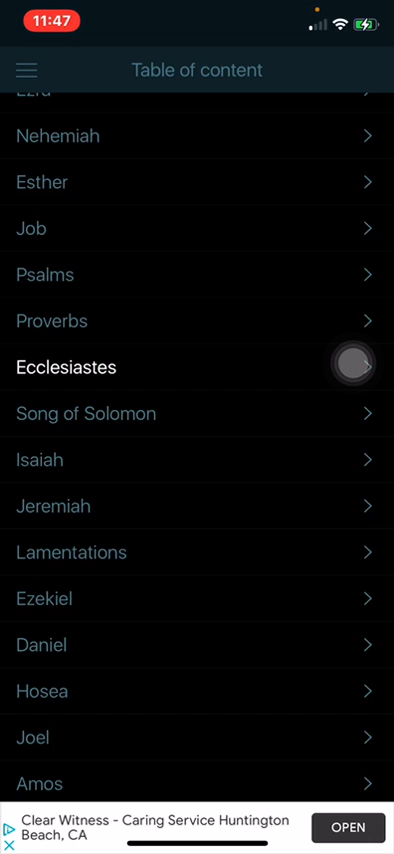 11:47
Table of content
Ezra
Nehemiah
Esther
Job
Psalms
Proverbs
Ecclesiastes
Song of Solomon
Isaiah
Jeremiah
Lamentations
Ezekiel
Daniel
Hosea
Joel
Amos
Clear Witness - Caring Service Huntington
Beach, CA
OPEN